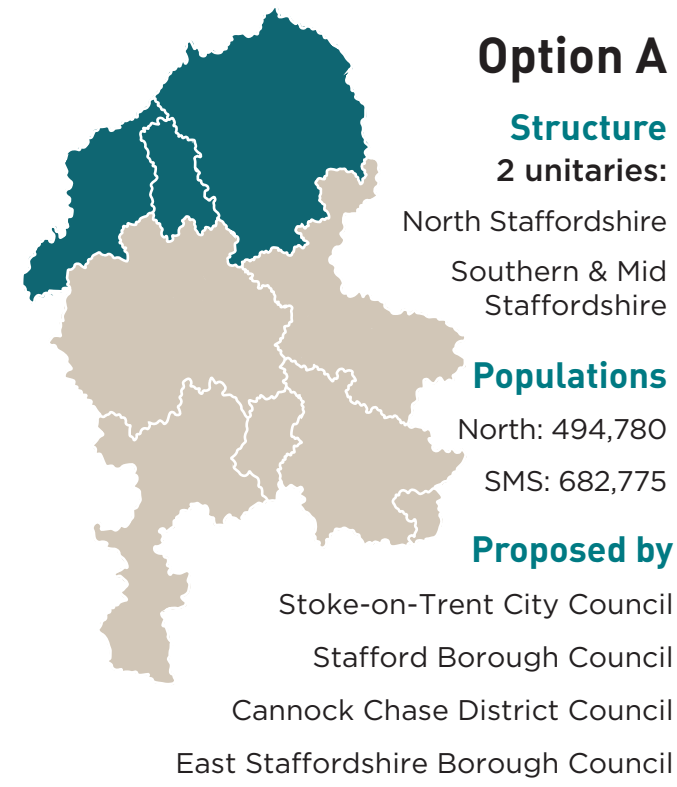 Option A
Structure
2 unitaries:
North Staffordshire
Southern & Mid
Staffordshire
Populations
North: 494,780
SMS: 682,775
Proposed by
Stoke-on-Trent City Council
Stafford Borough Council
Cannock Chase District Council
East Staffordshire Borough Council